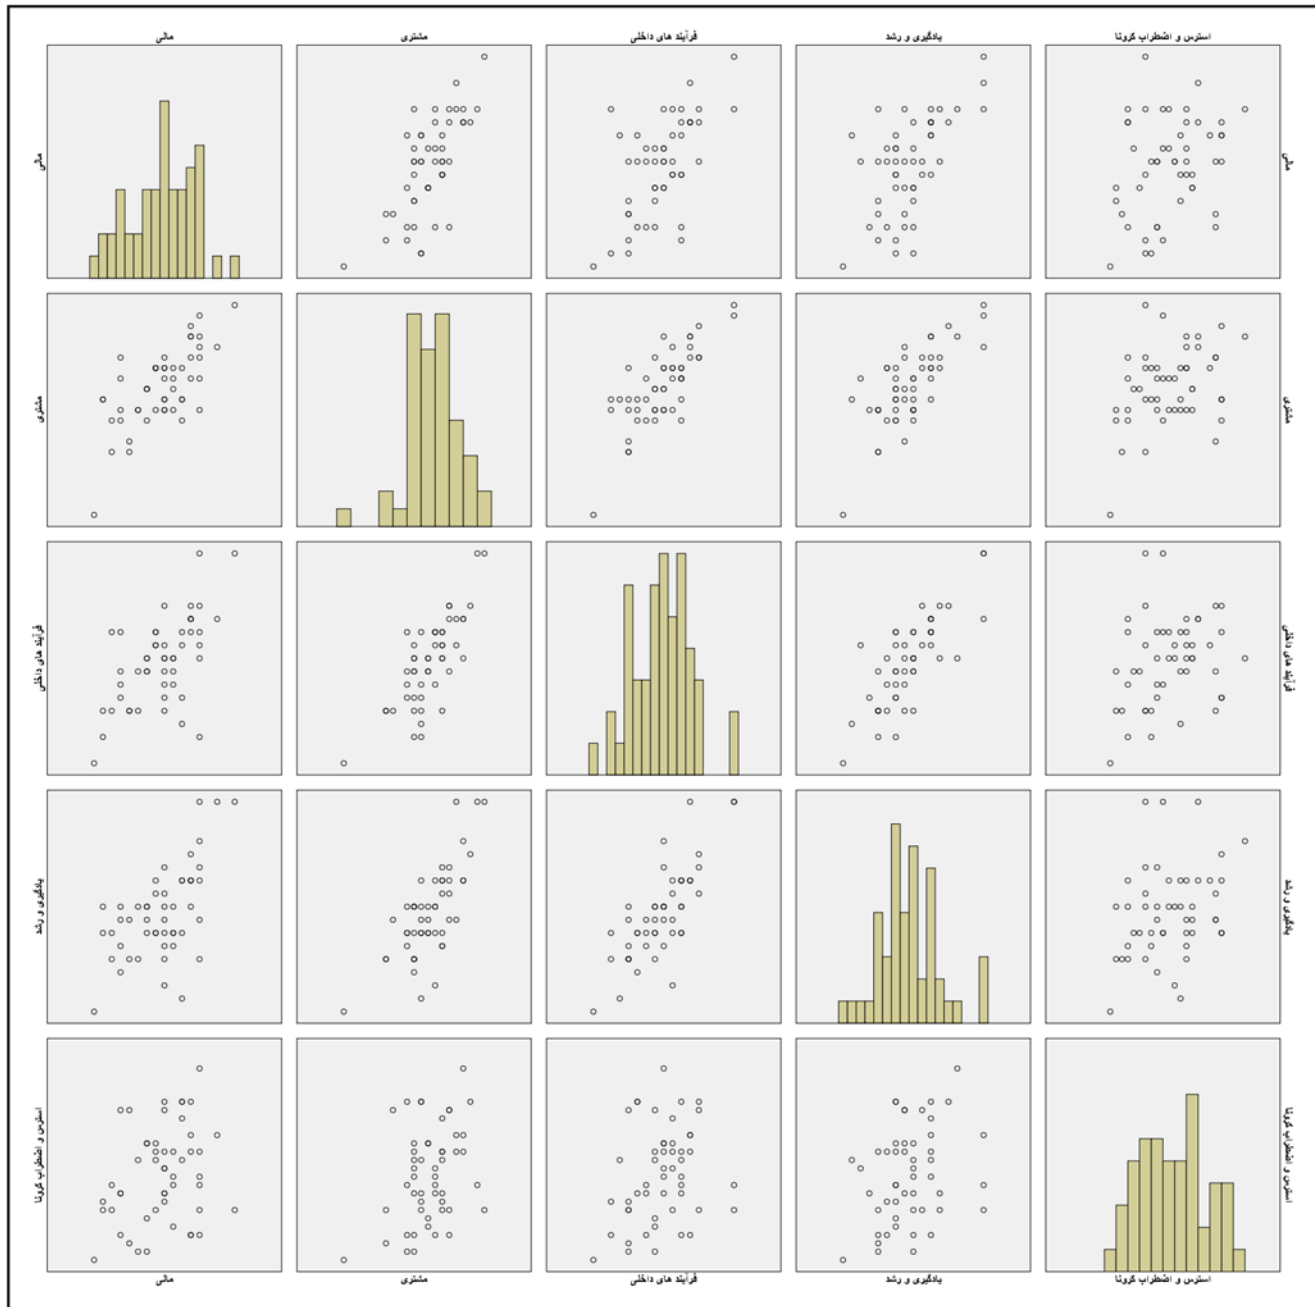 مالی
مشتری
فرآیند های داخلی
یادگیری و رشد
استرس و اضطراب کرونا
مالی
مالی
مشتری
مشتری
فرآیند های داخلی
فرآیند های داخلی
یادگیری و رشد
یادگیری و رشد
استرس و اضطراب کرونا
استرس و اضطراب کرونا
مالی
مشتری
فرآیند های داخلی
یادگیری و رشد
استرس و اضطراب کرونا